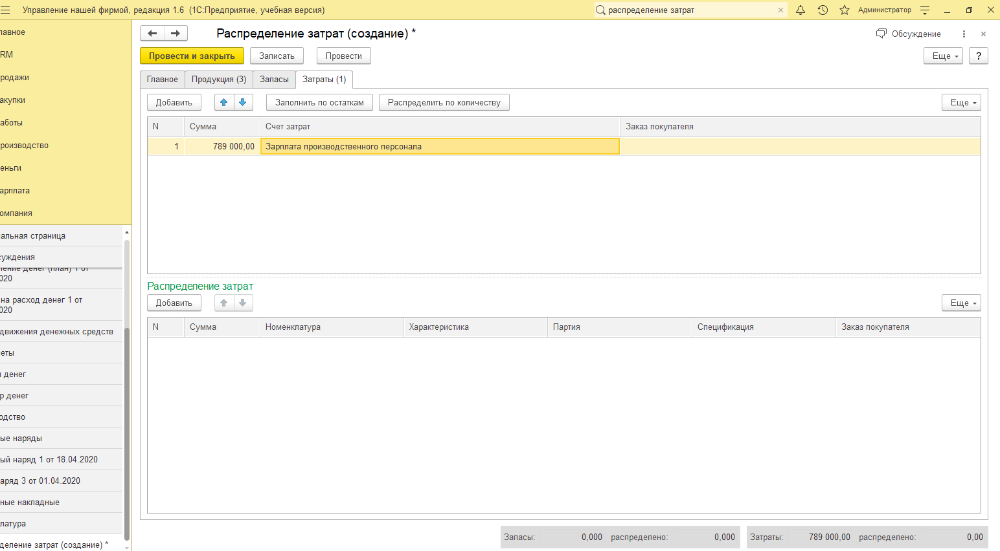 Управление нашей фирмой, редакция 1.6 (1С:Предприятие, учебная версия)
распределение затрат
Администратор
лавное
RM
родажи
акупки
аботы
роизводство
еньги
арплата
омпания
альная страница
суждения
ление денег (план) 1 от
020
на расход денег 1 от
020
движения денежных средств
четы
денег
р денег
одство
ые наряды
ый наряд 1 от 18.04.2020
аряд 3 от 01.04.2020
ные накладные
латура
деление затрат (создание) *
Распределение затрат (создание) *
Обсуждение
Провести и закрыть
Записать
Провести
Еще
?
Главное
Продукция (3)
Запасы
Затраты (1)
Добавить
Заполнить по остаткам
Распределить по количеству
Еще
N Сумма Счет затрат Заказ покупателя
1 789 000,00 Зарплата производственного персонала
Распределение затрат
Добавить
Еще
N Сумма Номенклатура Характеристика Партия Спецификация Заказ покупателя
Запасы: 0,000 распределено: 0,000 Затраты: 789 000,00 распределено: 0,00